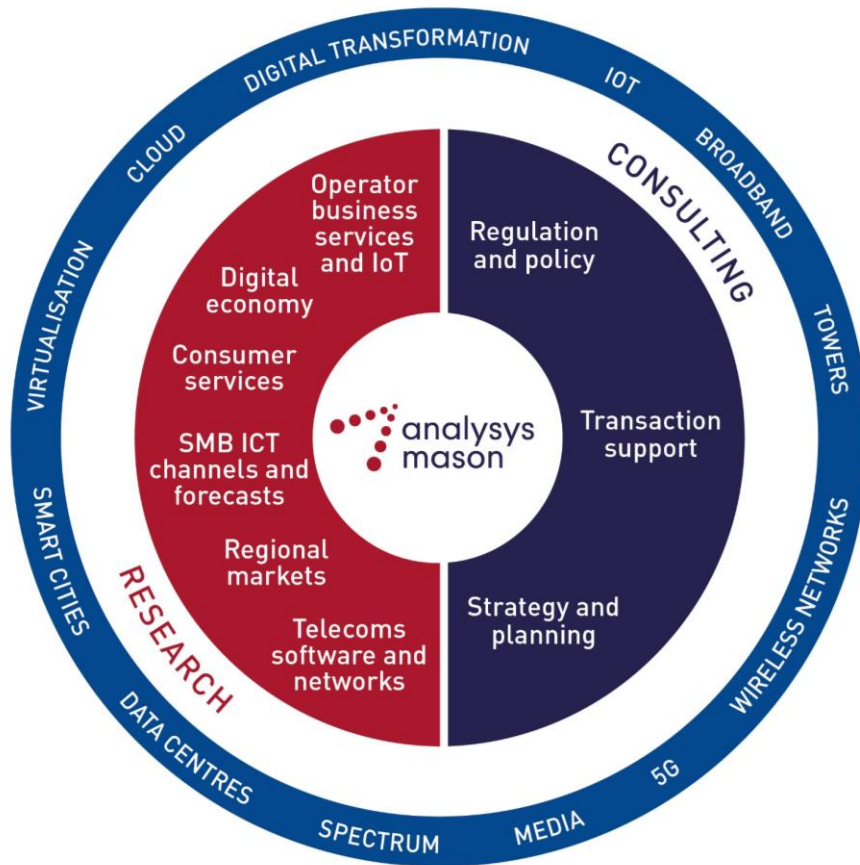 DIGITAL TRANSFORMATION
IOT
BROADBAND
TOWERS
WIRELESS NETWORKS
5G
MEDIA
SPECTRUM
DATA CENTRES
SMART CITIES
VIRTUALISATION
CLOUD
CONSULTING
Regulation
and policy
Transaction
support
Strategy and
planning
RESEARCH
Operator
business
services
and IoT
Digital
economy
Consumer
services
SMB ICT
channels and
forecasts
Regional
markets
Telecoms
software and
networks
analysys
mason